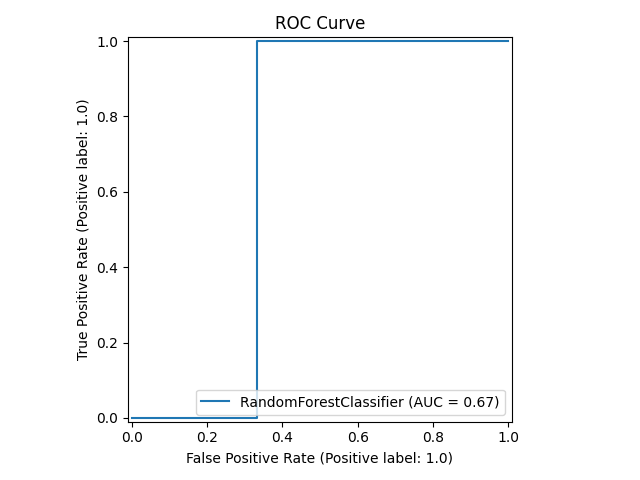 ROC Curve
True Positive Rate (Positive label: 1.0)
1.0
0.8
0.6
0.4
0.2
0.0
RandomForestClassifier (AUC = 0.67)
0.0 0.2 0.4 0.6 0.8 1.0
False Positive Rate (Positive label: 1.0)